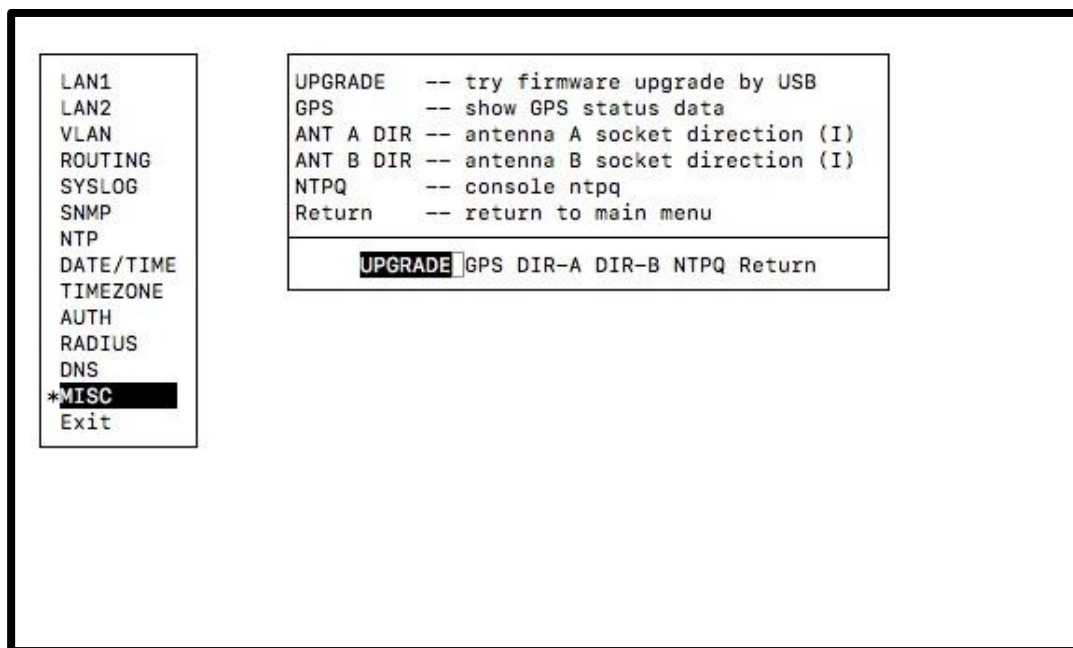 LAN1
LAN2
VLAN
ROUTING
SYSLOG
SNMP
NTP
DATE/TIME
TIMEZONE
AUTH
RADIUS
DNS
*MISC
Exit
UPGRADE -- try firmware upgrade by USB
GPS -- show GPS status data
ANT A DIR -- antenna A socket direction (I)
ANT B DIR -- antenna B socket direction (I)
NTPQ -- console ntpq
Return -- return to main menu
UPGRADE GPS DIR-A DIR-B NTPQ Return